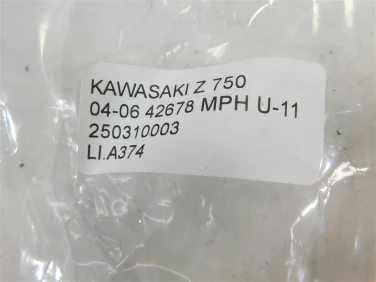 KAWASAKI Z 750
04-06 42678 MPH U-11
250310003
LI.A374